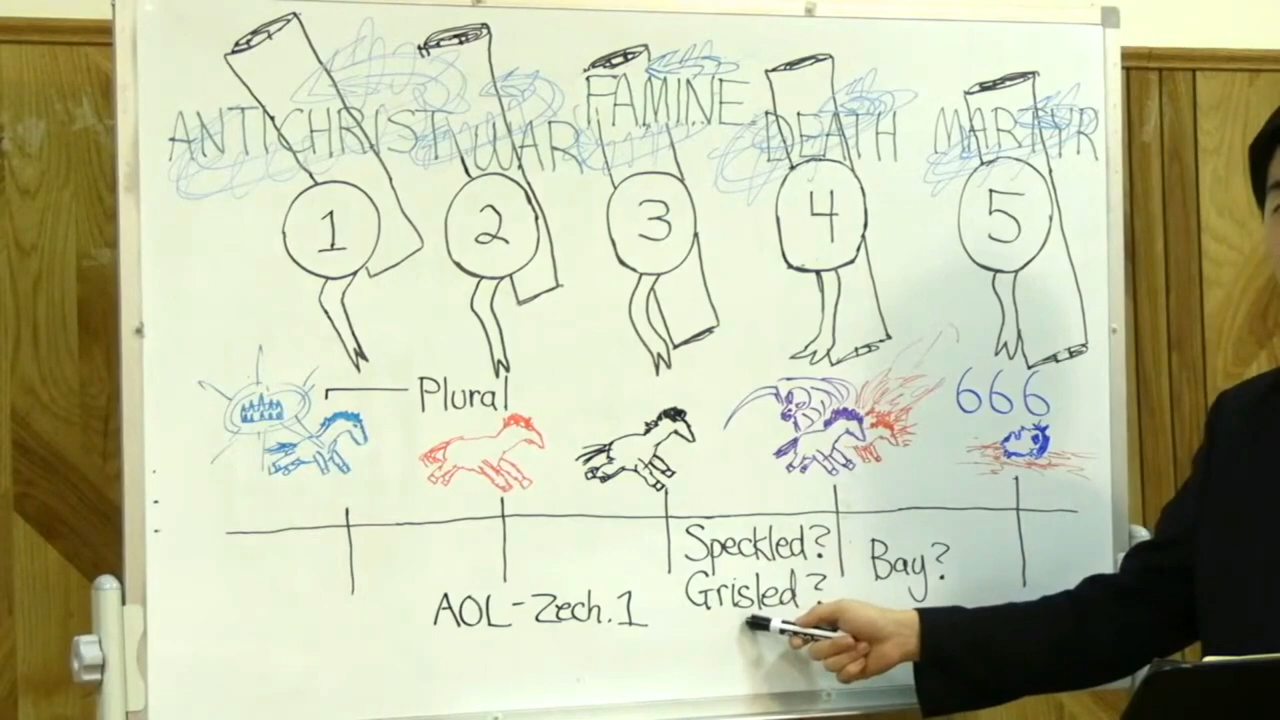 ANTICHRIST WAR FAMINE DEATH MARTYR
1 2 3 4 5
Plural
666
Speckled?
Grisled?
Bay?
AOL-Zech.1